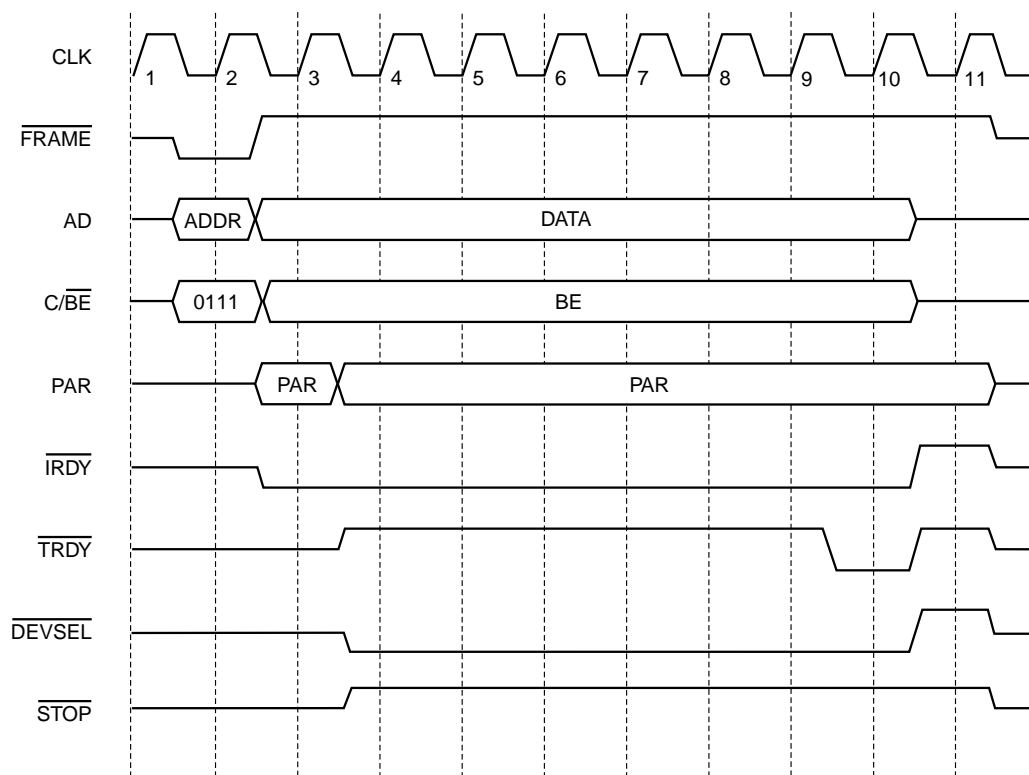 CLK
1 2 3 4 5 6 7 8 9 10 11
FRAME
AD ADDR DATA
C/BE 0111 BE
PAR PAR PAR
IRDY
TRDY
DEVSEL
STOP